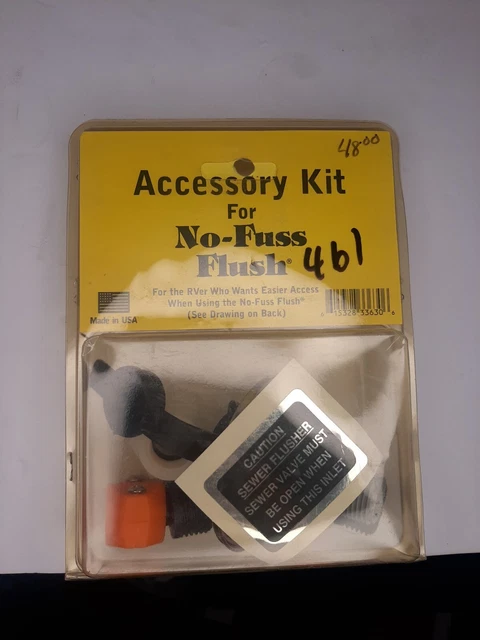 48⁰⁰
Accessory Kit
For
No-Fuss
Flush®
461
For the RVer Who Wants Easier Access
When Using the No-Fuss Flush®
(See Drawing on Back)
Made in USA
CAUTION
SEWER FLUSHER
SEWER VALVE MUST
BE OPEN WHEN
USING THIS INLET